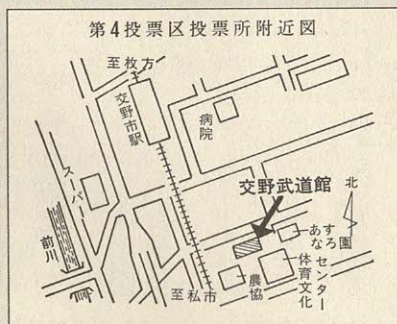 第4投票区投票所附近図
至枚方
交野市駅
病院
スーパー
前川
交野武道館
北
あすなろ園
体育文化センター
農協
至私市